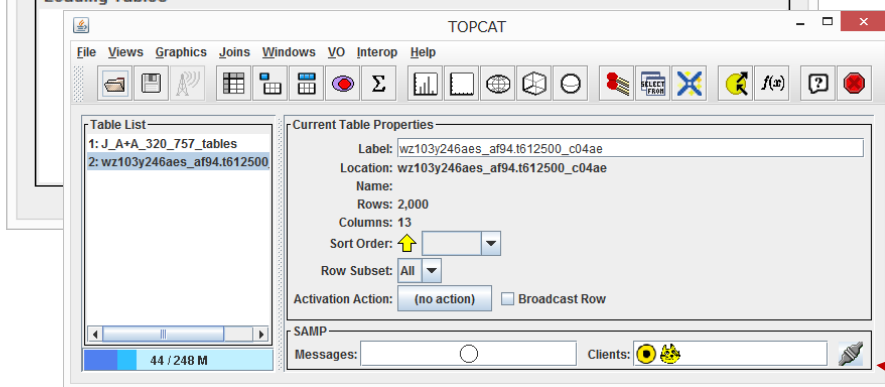 Loading Tables
TOPCAT
File Views Graphics Joins Windows VO Interop Help
Σ
SELECT FROM
f(x)
?
Table List
1: J_A+A_320_757_tables
2: wz103y246aes_af94.t612500
Current Table Properties
Label: wz103y246aes_af94.t612500_c04ae
Location: wz103y246aes_af94.t612500_c04ae
Name:
Rows: 2,000
Columns: 13
Sort Order:
Row Subset: All
Activation Action: (no action) Broadcast Row
44 / 248 M
SAMP
Messages: Clients: